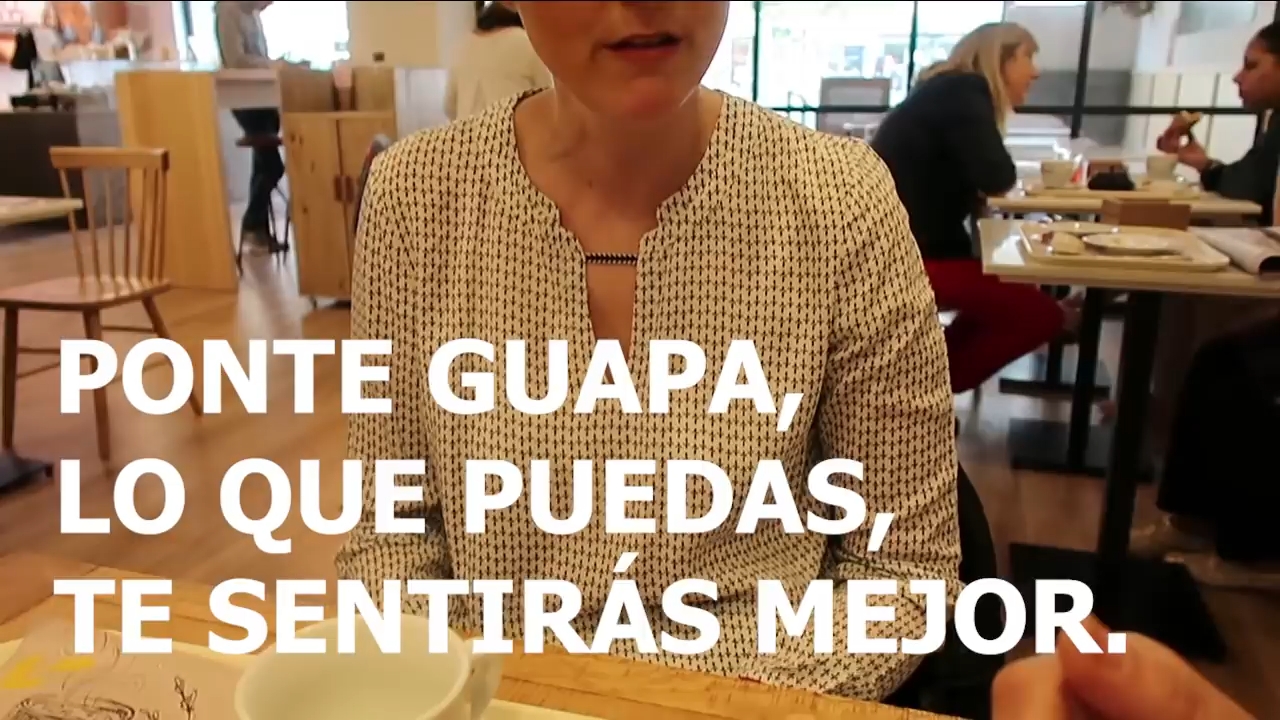 PONTE GUAPA,
LO QUE PUEDAS,
TE SENTIRÁS MEJOR.